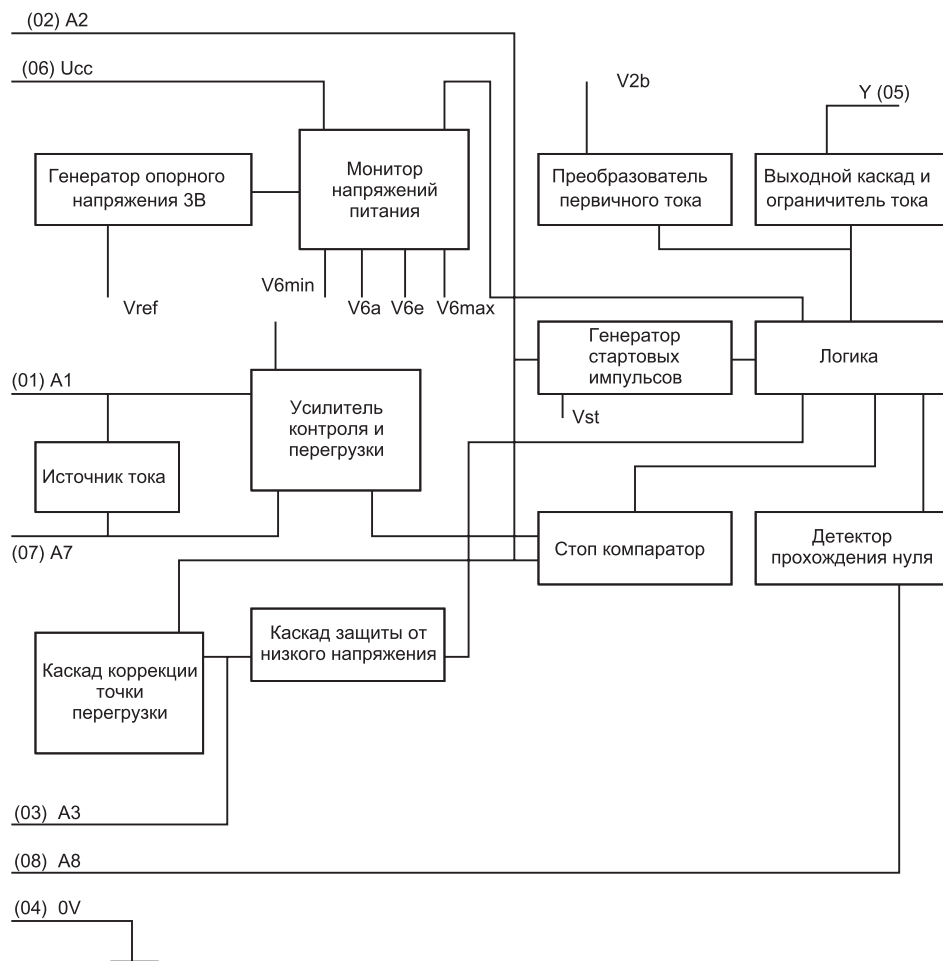 (02) A2
(06) Ucc
V2b
Y (05)
Генератор опорного
напряжения 3В
Монитор
напряжений
питания
Преобразователь
первичного тока
Выходной каскад и
ограничитель тока
V6min
Vref
V6a
V6e
V6max
Генератор
стартовых
импульсов
Логика
(01) A1
Усилитель
контроля и
перегрузки
Vst
Источник тока
(07) A7
Стоп компаратор
Детектор
прохождения нуля
Каскад защиты от
низкого напряжения
Каскад коррекции
точки
перегрузки
(03) A3
(08) A8
(04) 0V